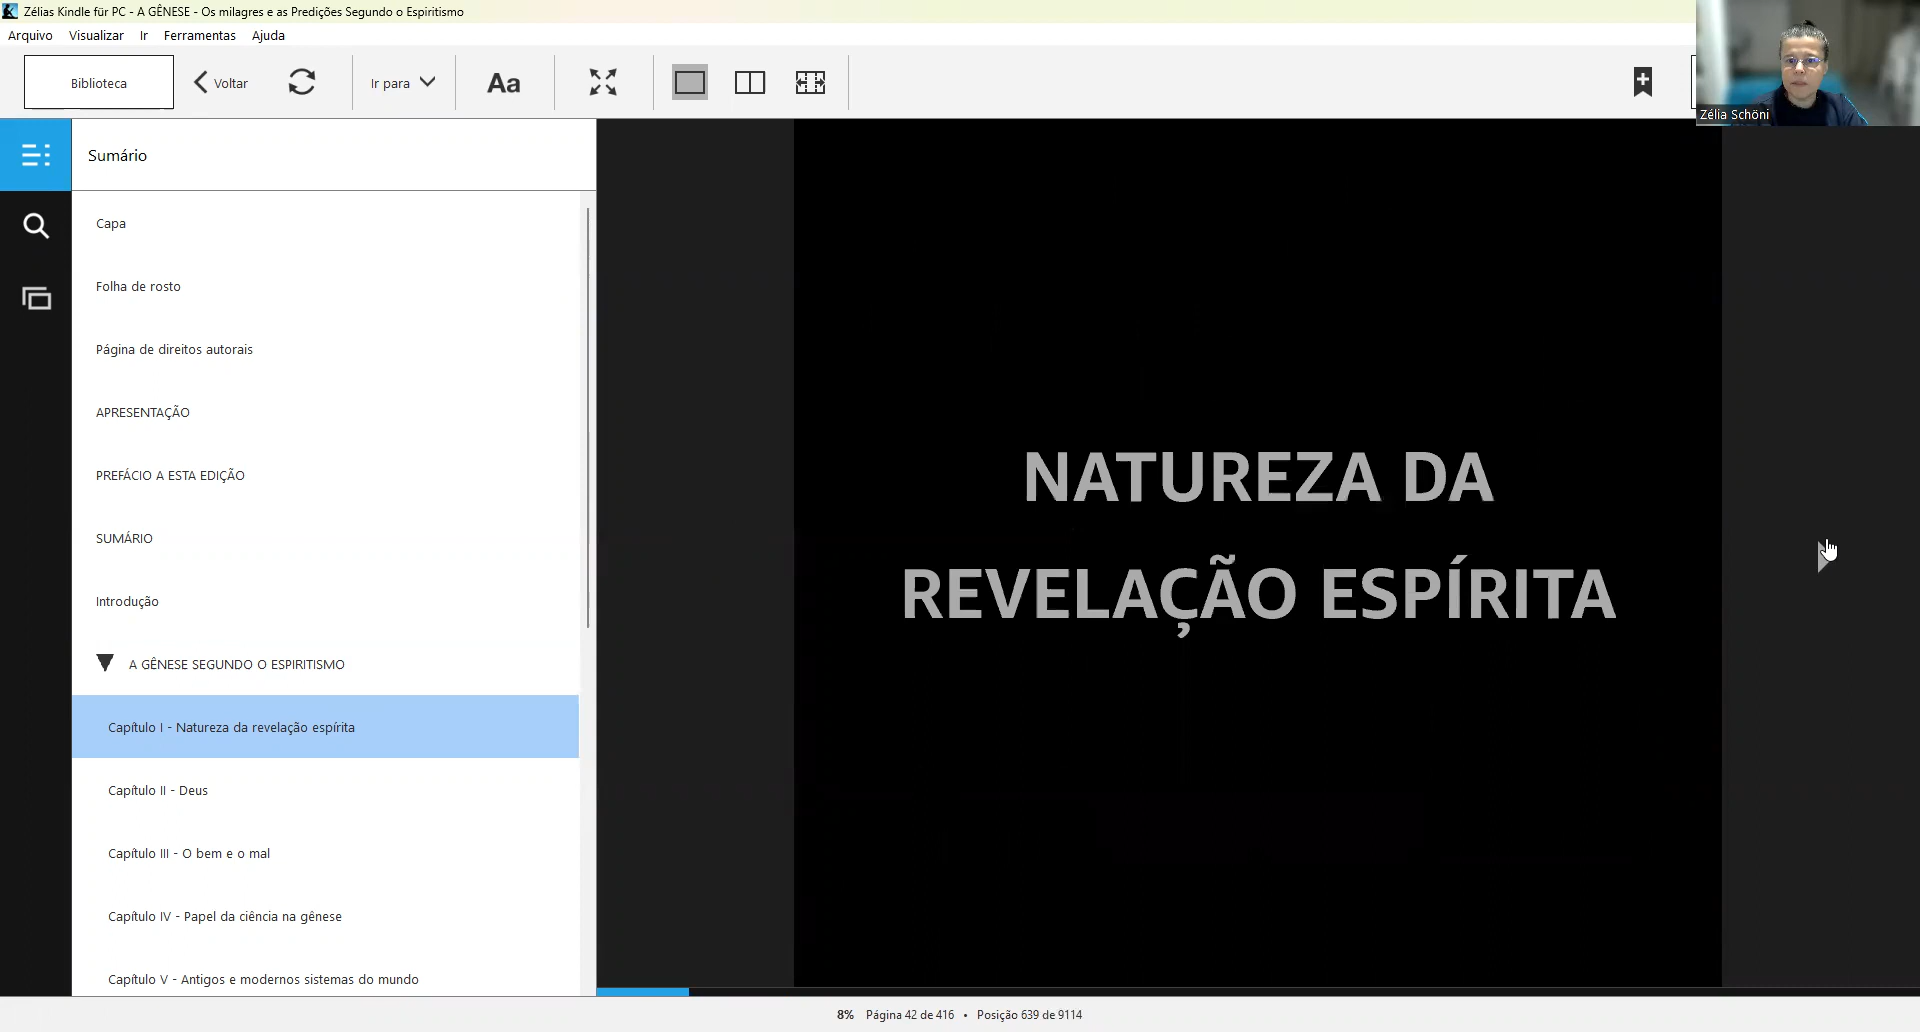 Zélias Kindle für PC - A GÊNESE - Os milagres e as Predições Segundo o Espiritismo
Arquivo Visualizar Ir Ferramentas Ajuda
Biblioteca Voltar Ir para Aa
Zélia Schöni
Sumário
Capa
Folha de rosto
Página de direitos autorais
APRESENTAÇÃO
PREFÁCIO A ESTA EDIÇÃO
SUMÁRIO
Introdução
A GÊNESE SEGUNDO O ESPIRITISMO
Capítulo I - Natureza da revelação espírita
Capítulo II - Deus
Capítulo III - O bem e o mal
Capítulo IV - Papel da ciência na gênese
Capítulo V - Antigos e modernos sistemas do mundo
NATUREZA DA
REVELAÇÃO ESPÍRITA
8% Página 42 de 416 • Posição 639 de 9114